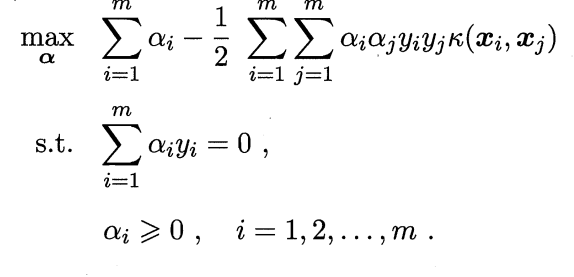 max_α ∑_{i=1}^{m} α_i − 1/2 ∑_{i=1}^{m} ∑_{j=1}^{m} α_i α_j y_i y_j κ(x_i, x_j)
s.t. ∑_{i=1}^{m} α_i y_i = 0 ,
α_i ⩾ 0 , i = 1, 2, . . . , m .